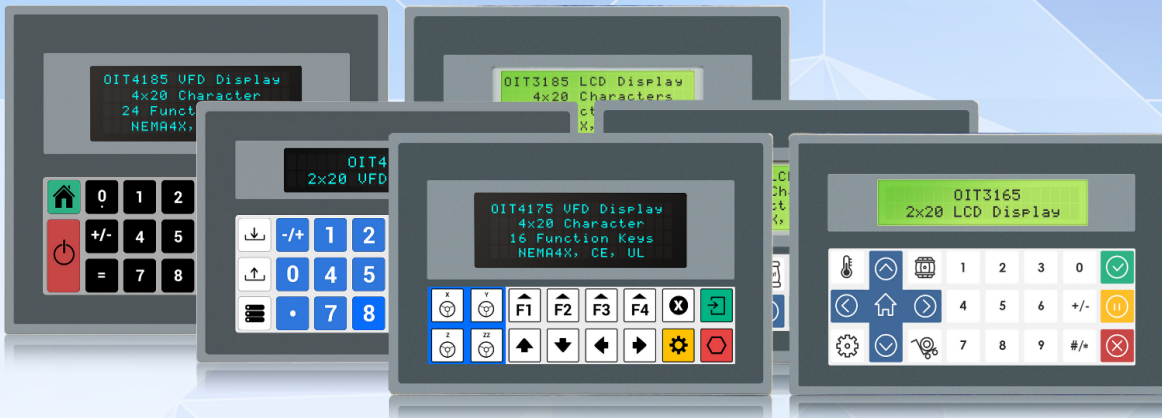 OIT4185 VFD Display
4x20 Character
24 Funct
NEMA4X,
0 1 2
+/- 4 5
= 7 8
OIT3185 LCD Display
4x20 Characters
OIT4
2x20 VFD
-/+ 1 2
0 4 5
. 7 8
OIT4175 VFD Display
4x20 Character
16 Function Keys
NEMA4X, CE, UL
X Y F1 F2 F3 F4 X
Z ZZ
OIT3165
2x20 LCD Display
1 2 3 0
4 5 6 +/-
7 8 9 #/*